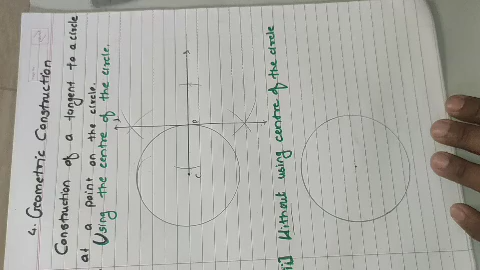 4. Geometric Construction
Construction of a tangent to a circle
at a point on the circle.
Using the centre of the circle.
P
C
ii] Without using centre of the circle